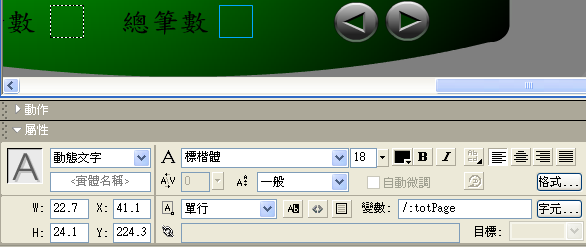 數 總筆數
動作
屬性
動態文字 A 標楷體 18 B I
<實體名稱> 0 一般 自動微調 格式...
W: 22.7 X: 41.1 單行 變數: /:totPage 字元...
H: 24.1 Y: 224.3 目標: